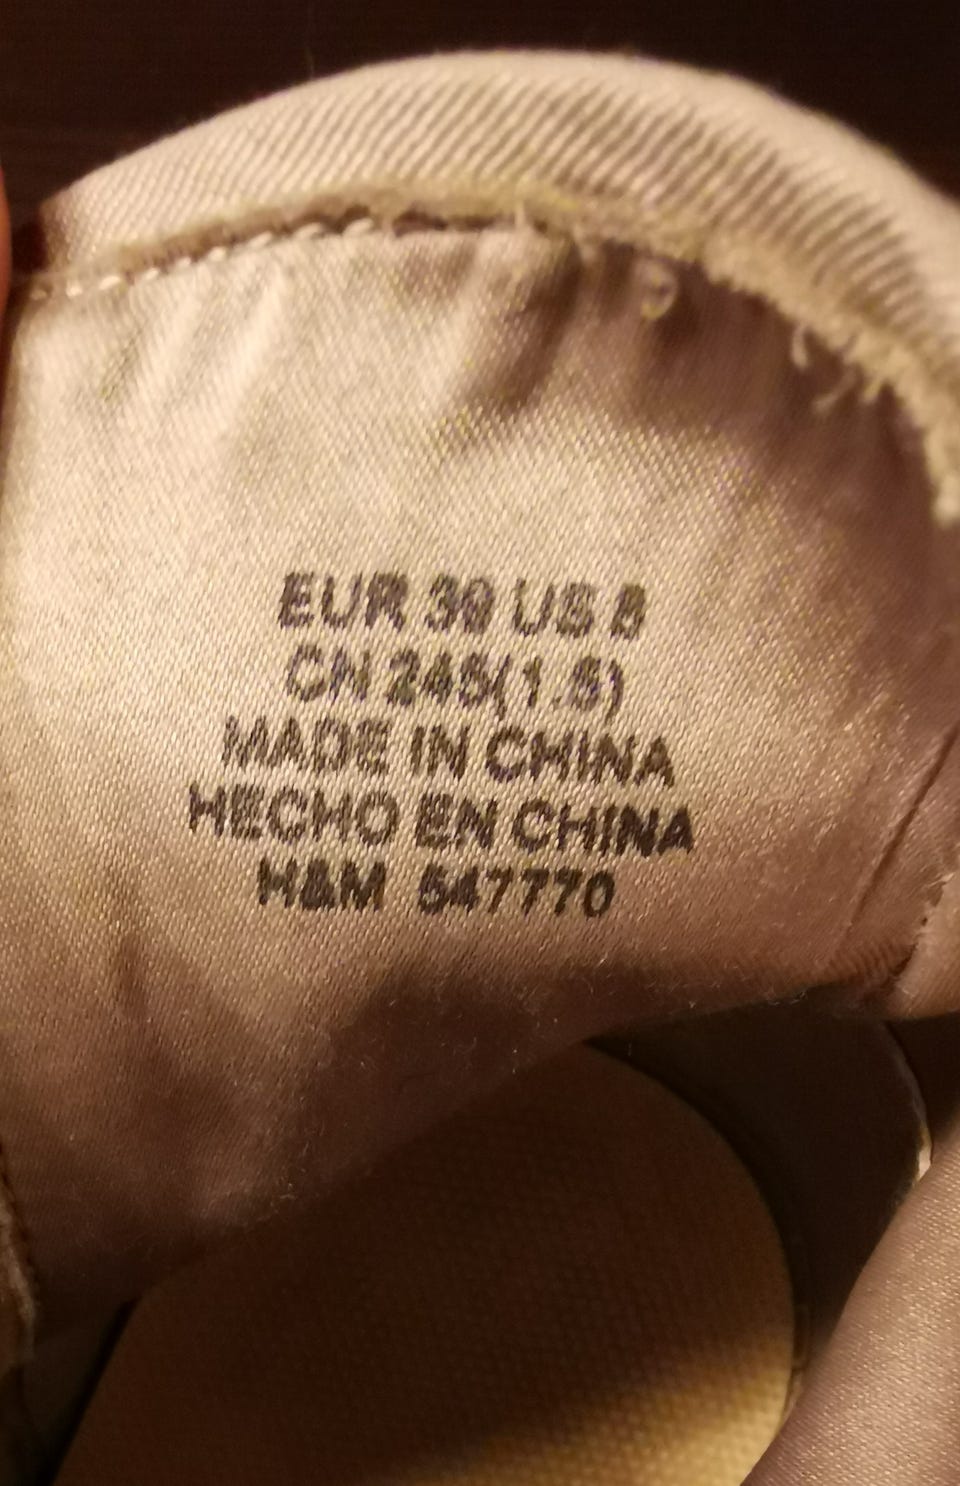 EUR 39 US 8
CN 245(1.5)
MADE IN CHINA
HECHO EN CHINA
H&M 547770